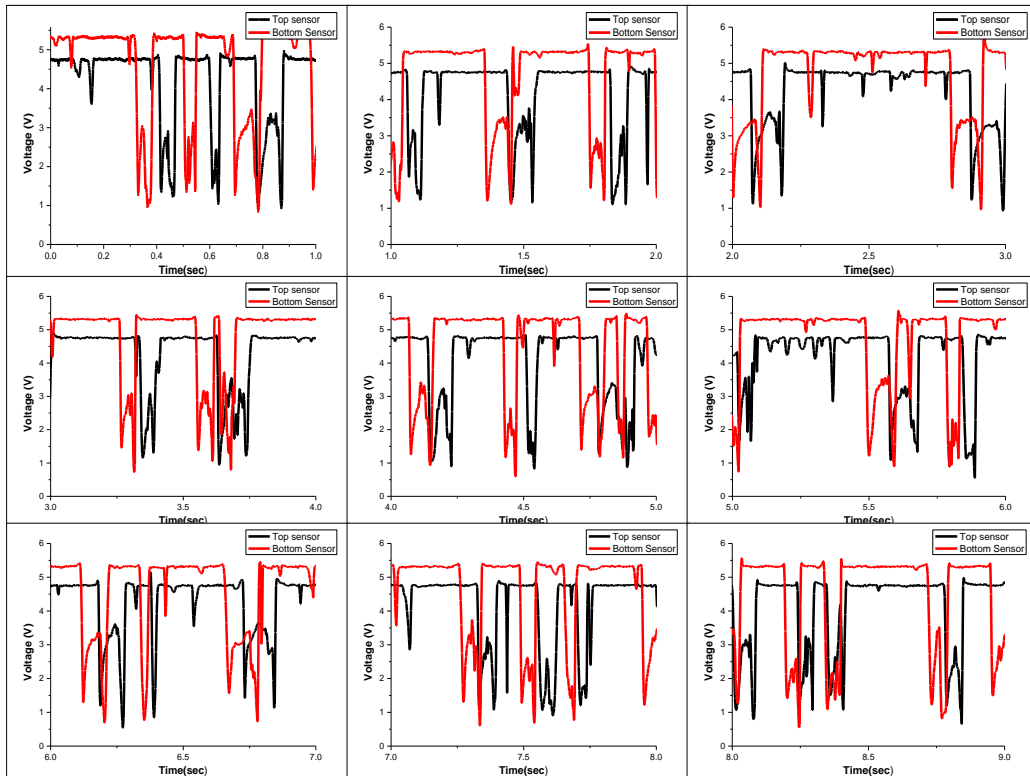 Top sensor
Bottom Sensor
Voltage (V)
5
4
3
2
1
0
0.0 0.2 0.4 0.6 0.8 1.0
Time(sec)
Top sensor
Bottom Sensor
Voltage (V)
6
5
4
3
2
1
0
1.0 1.5 2.0
Time(sec)
Top sensor
Bottom Sensor
Voltage (V)
6
5
4
3
2
1
0
2.0 2.5 3.0
Time(sec)
Top sensor
Bottom Sensor
Voltage (V)
6
5
4
3
2
1
0
3.0 3.5 4.0
Time(sec)
Top sensor
Bottom Sensor
Voltage (V)
6
5
4
3
2
1
0
4.0 4.5 5.0
Time(sec)
Top sensor
Bottom Sensor
Voltage (V)
6
5
4
3
2
1
0
5.0 5.5 6.0
Time(sec)
Top sensor
Bottom Sensor
Voltage (V)
6
5
4
3
2
1
0
6.0 6.5 7.0
Time(sec)
Top sensor
Bottom Sensor
Voltage (V)
6
5
4
3
2
1
0
7.0 7.5 8.0
Time(sec)
Top sensor
Bottom Sensor
Voltage (V)
6
5
4
3
2
1
0
8.0 8.5 9.0
Time(sec)